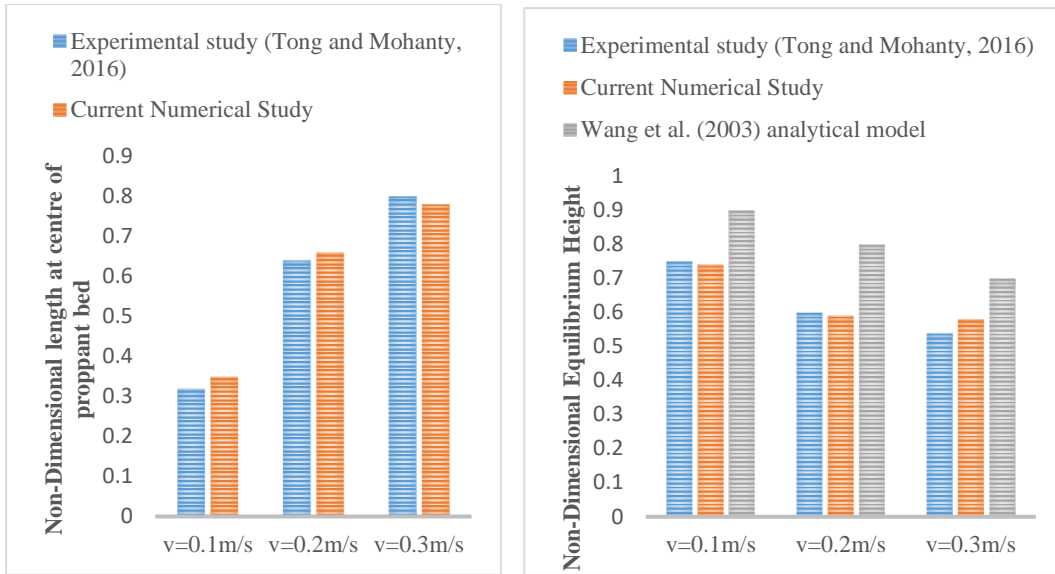 Experimental study (Tong and Mohanty,
2016)
Current Numerical Study
Non-Dimensional length at centre of
proppant bed
0.9
0.8
0.7
0.6
0.5
0.4
0.3
0.2
0.1
0
v=0.1m/s
v=0.2m/s
v=0.3m/s
Experimental study (Tong and Mohanty, 2016)
Current Numerical Study
Wang et al. (2003) analytical model
Non-Dimensional Equilibrium Height
1
0.9
0.8
0.7
0.6
0.5
0.4
0.3
0.2
0.1
0
v=0.1m/s
v=0.2m/s
v=0.3m/s